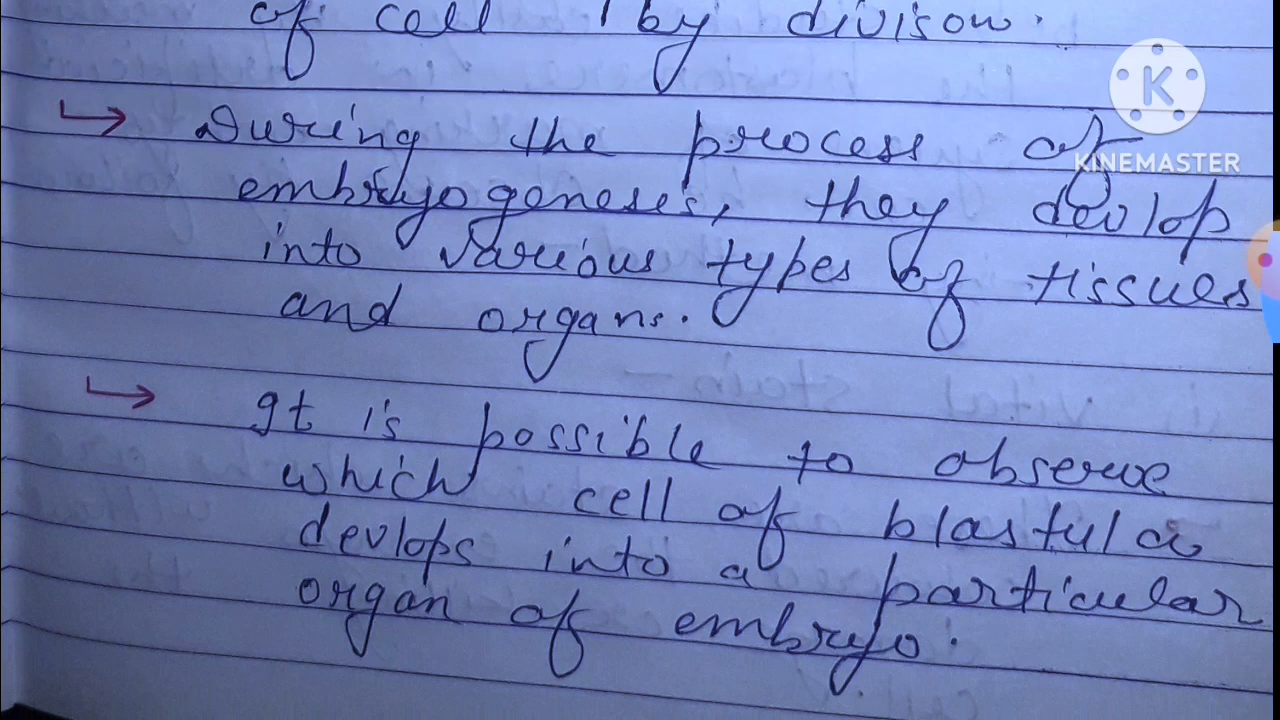 of cell by divison.
↳ During the process of
embryogeneses, they devlop
into various types of tissues
and organs.
↳ It is possible to observe
which cell of blastula
devlops into a particular
organ of embryo.
K
KINEMASTER